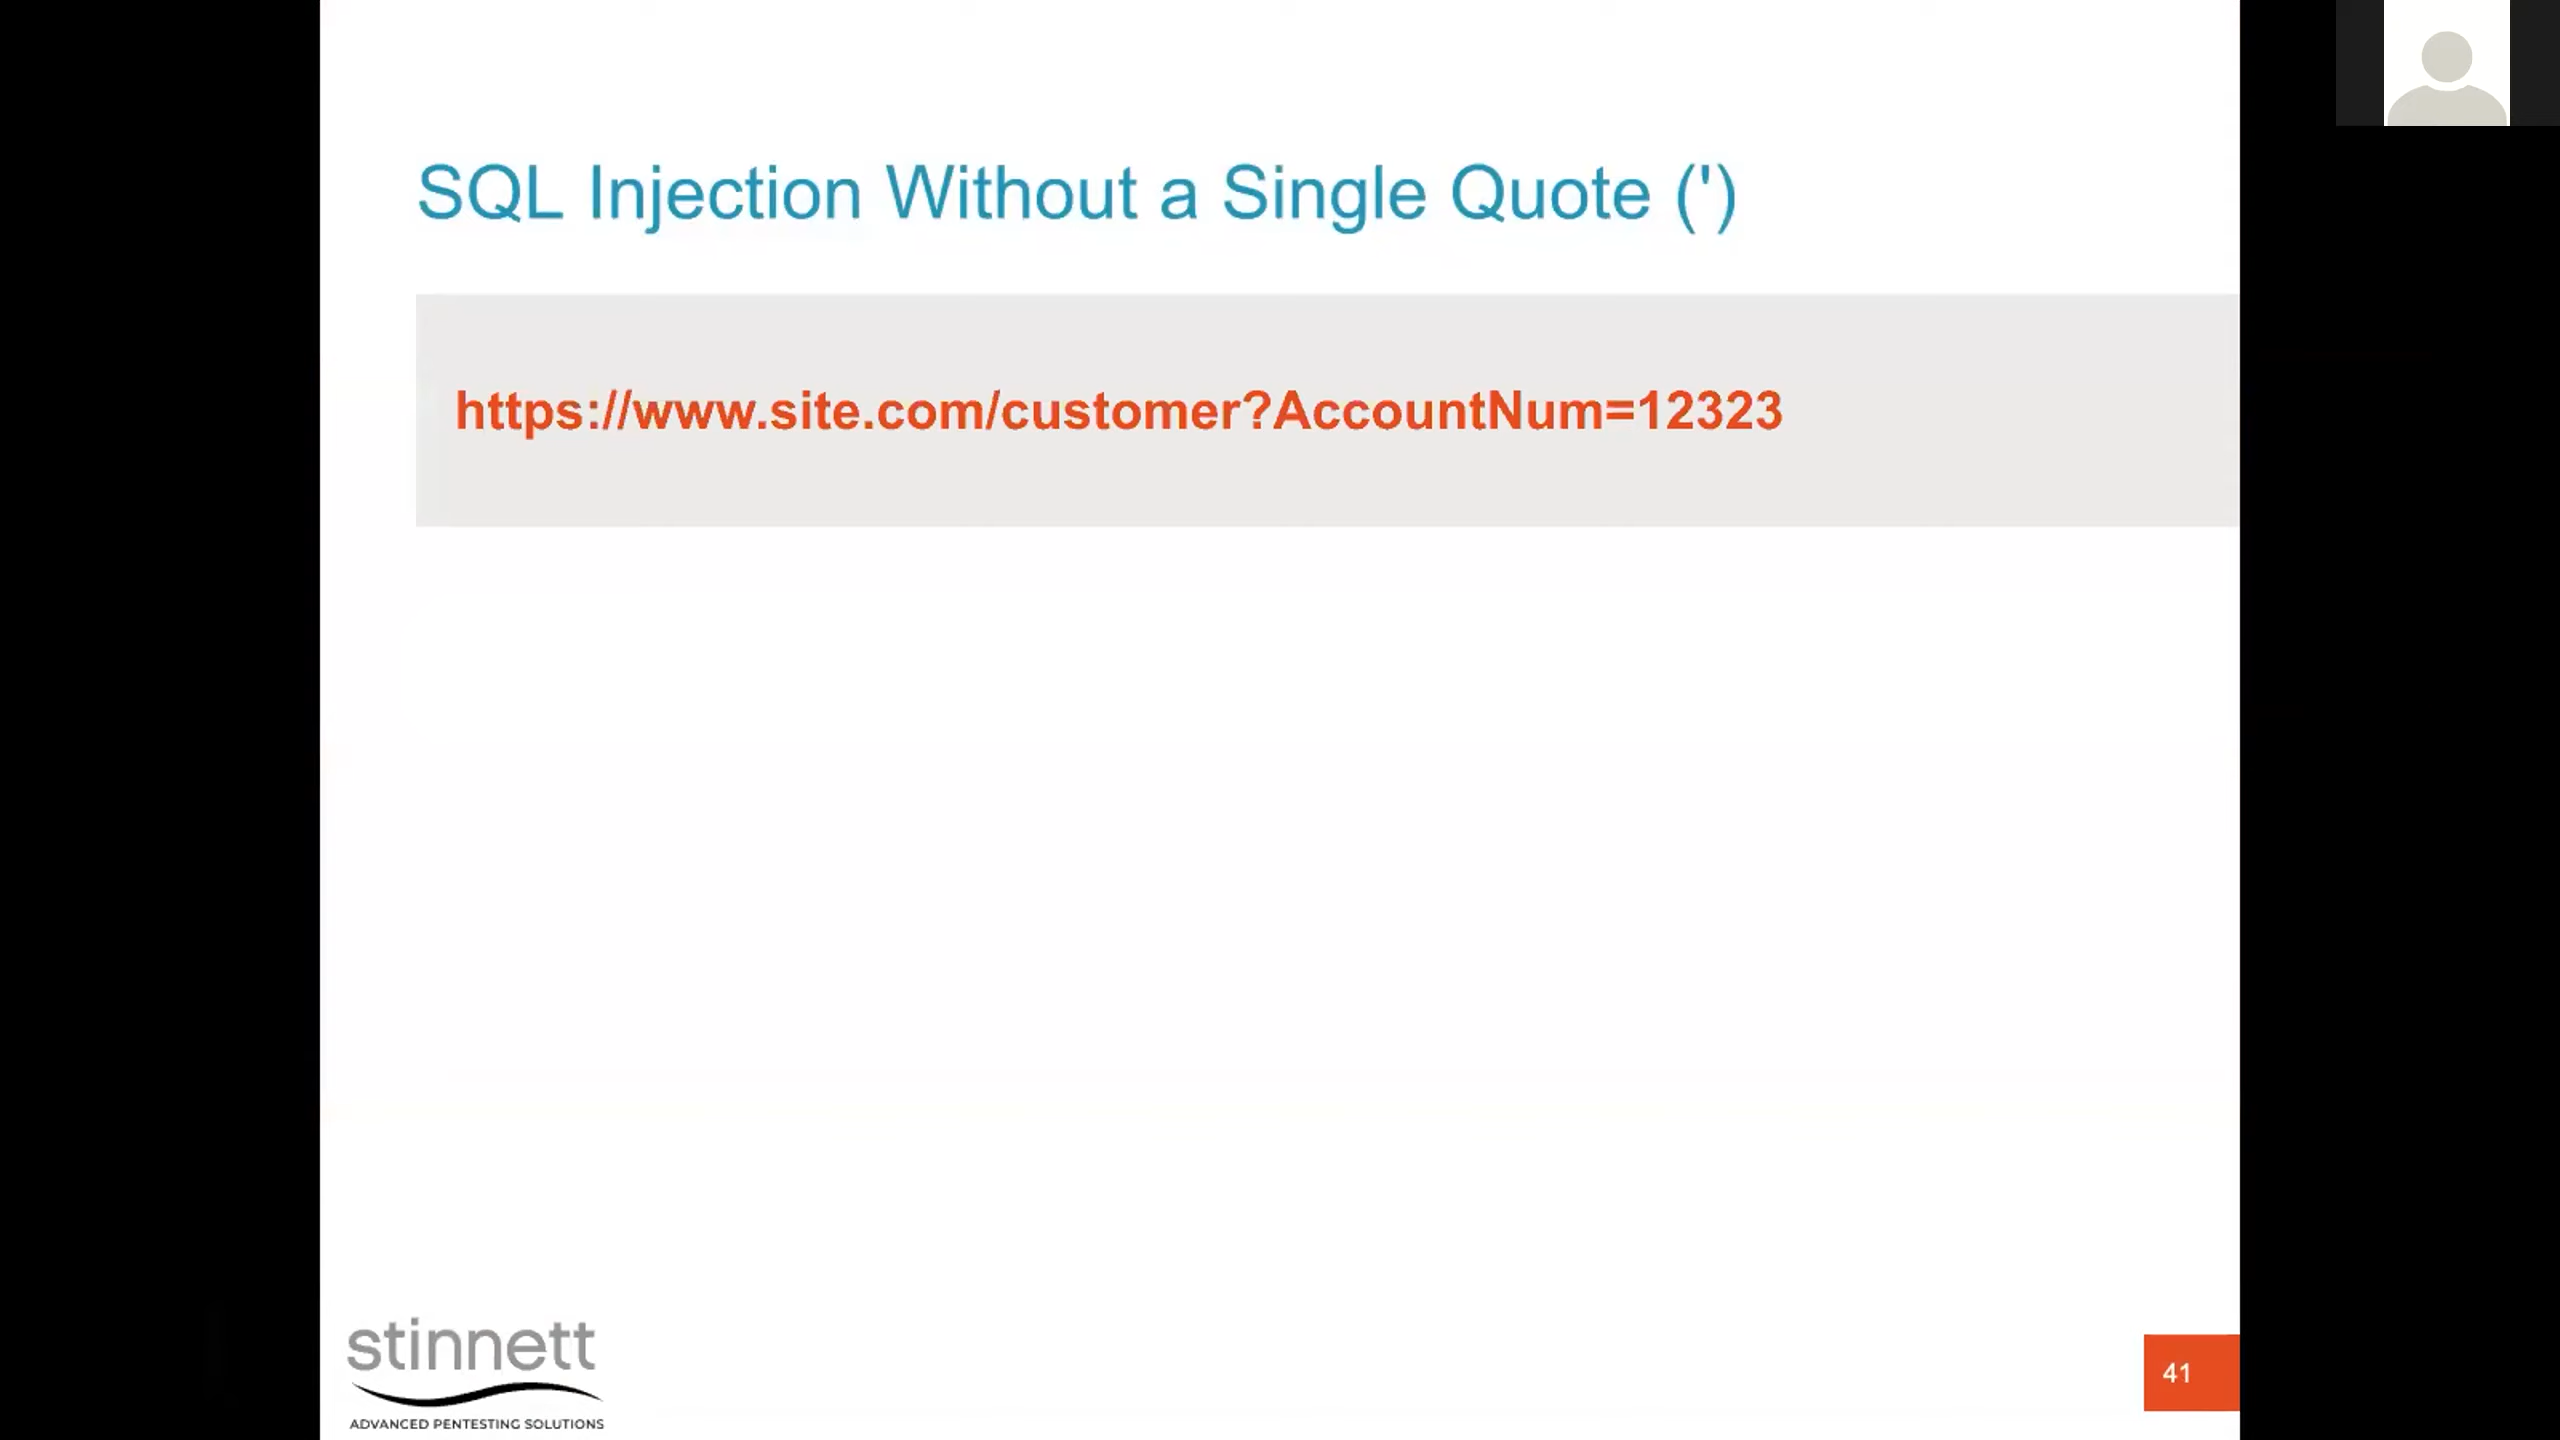 SQL Injection Without a Single Quote (')
https://www.site.com/customer?AccountNum=12323
stinnett
ADVANCED PENTESTING SOLUTIONS
41